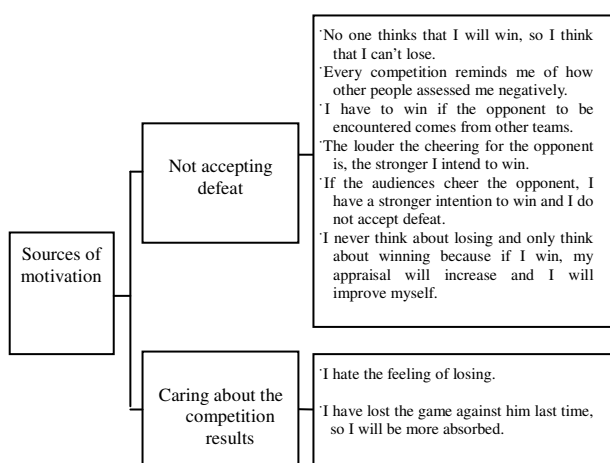 Sources of
motivation
Not accepting
defeat
˙No one thinks that I will win, so I think
that I can't lose.
˙Every competition reminds me of how
other people assessed me negatively.
˙I have to win if the opponent to be
encountered comes from other teams.
˙The louder the cheering for the opponent
is, the stronger I intend to win.
˙If the audiences cheer the opponent, I
have a stronger intention to win and I do
not accept defeat.
˙I never think about losing and only think
about winning because if I win, my
appraisal will increase and I will
improve myself.
Caring about the
competition
results
˙I hate the feeling of losing.
˙I have lost the game against him last time,
so I will be more absorbed.